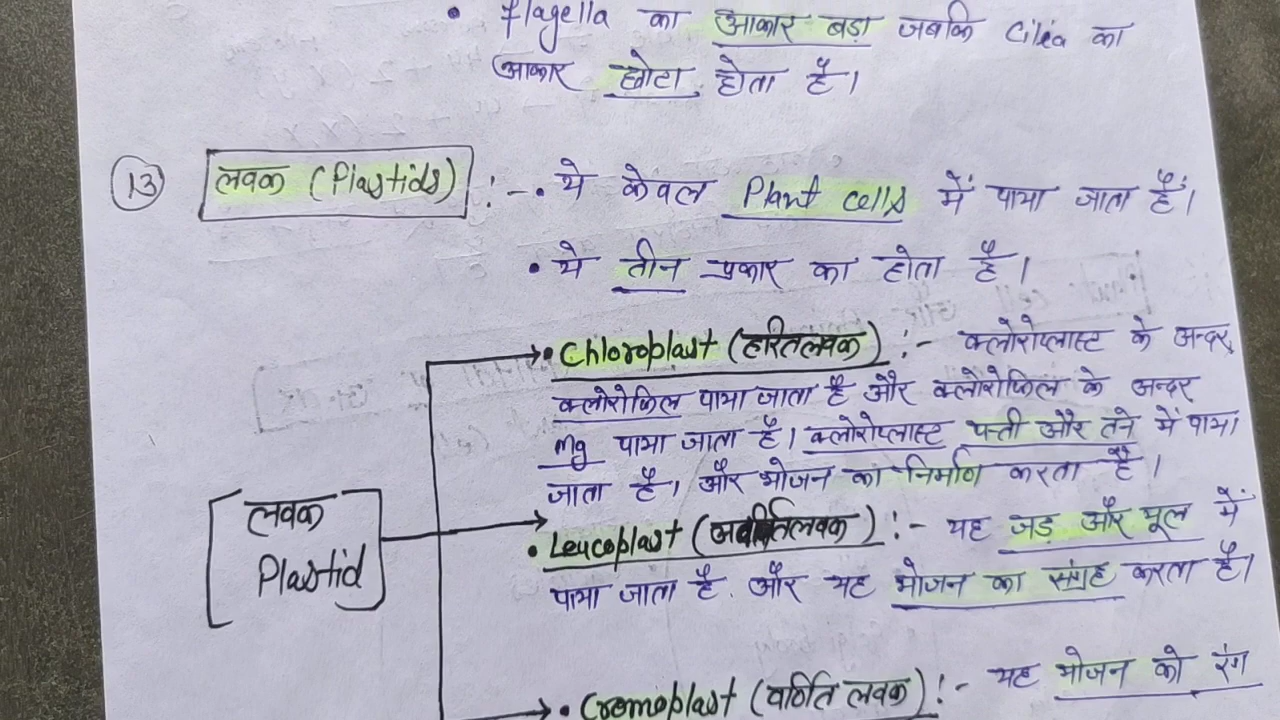 • Flagella का आकार बड़ा जबकि Cilia का
आकार छोटा होता है।
(13) लवक (Plastids) :- • ये केवल Plant cells में पाया जाता हैं।
• ये तीन प्रकार का होता है।
• Chloroplast (हरितलवक) :- क्लोरोप्लास्ट के अन्दर
क्लोरोफिल पाया जाता है और क्लोरोफिल के अन्दर
mg पाया जाता है। क्लोरोप्लास्ट पत्ती और तने में पाया
जाता है। और भोजन का निर्माण करता है।
लवक
Plastid
• Leucoplast ( :- यह जड़ और मूल में
पाया जाता है. और यह भोजन का संग्रह करता है।
• Cromoplast (वर्णित लवक) :- यह भोजन को रंग